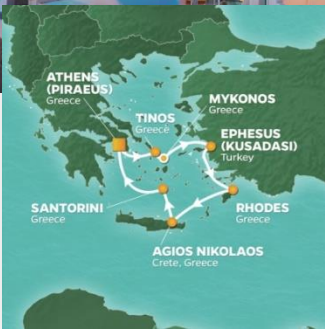 ATHENS
(PIRAEUS)
Greece
TINOS
Greece
MYKONOS
Greece
EPHESUS
(KUSADASI)
Turkey
SANTORINI
Greece
RHODES
Greece
AGIOS NIKOLAOS
Crete, Greece